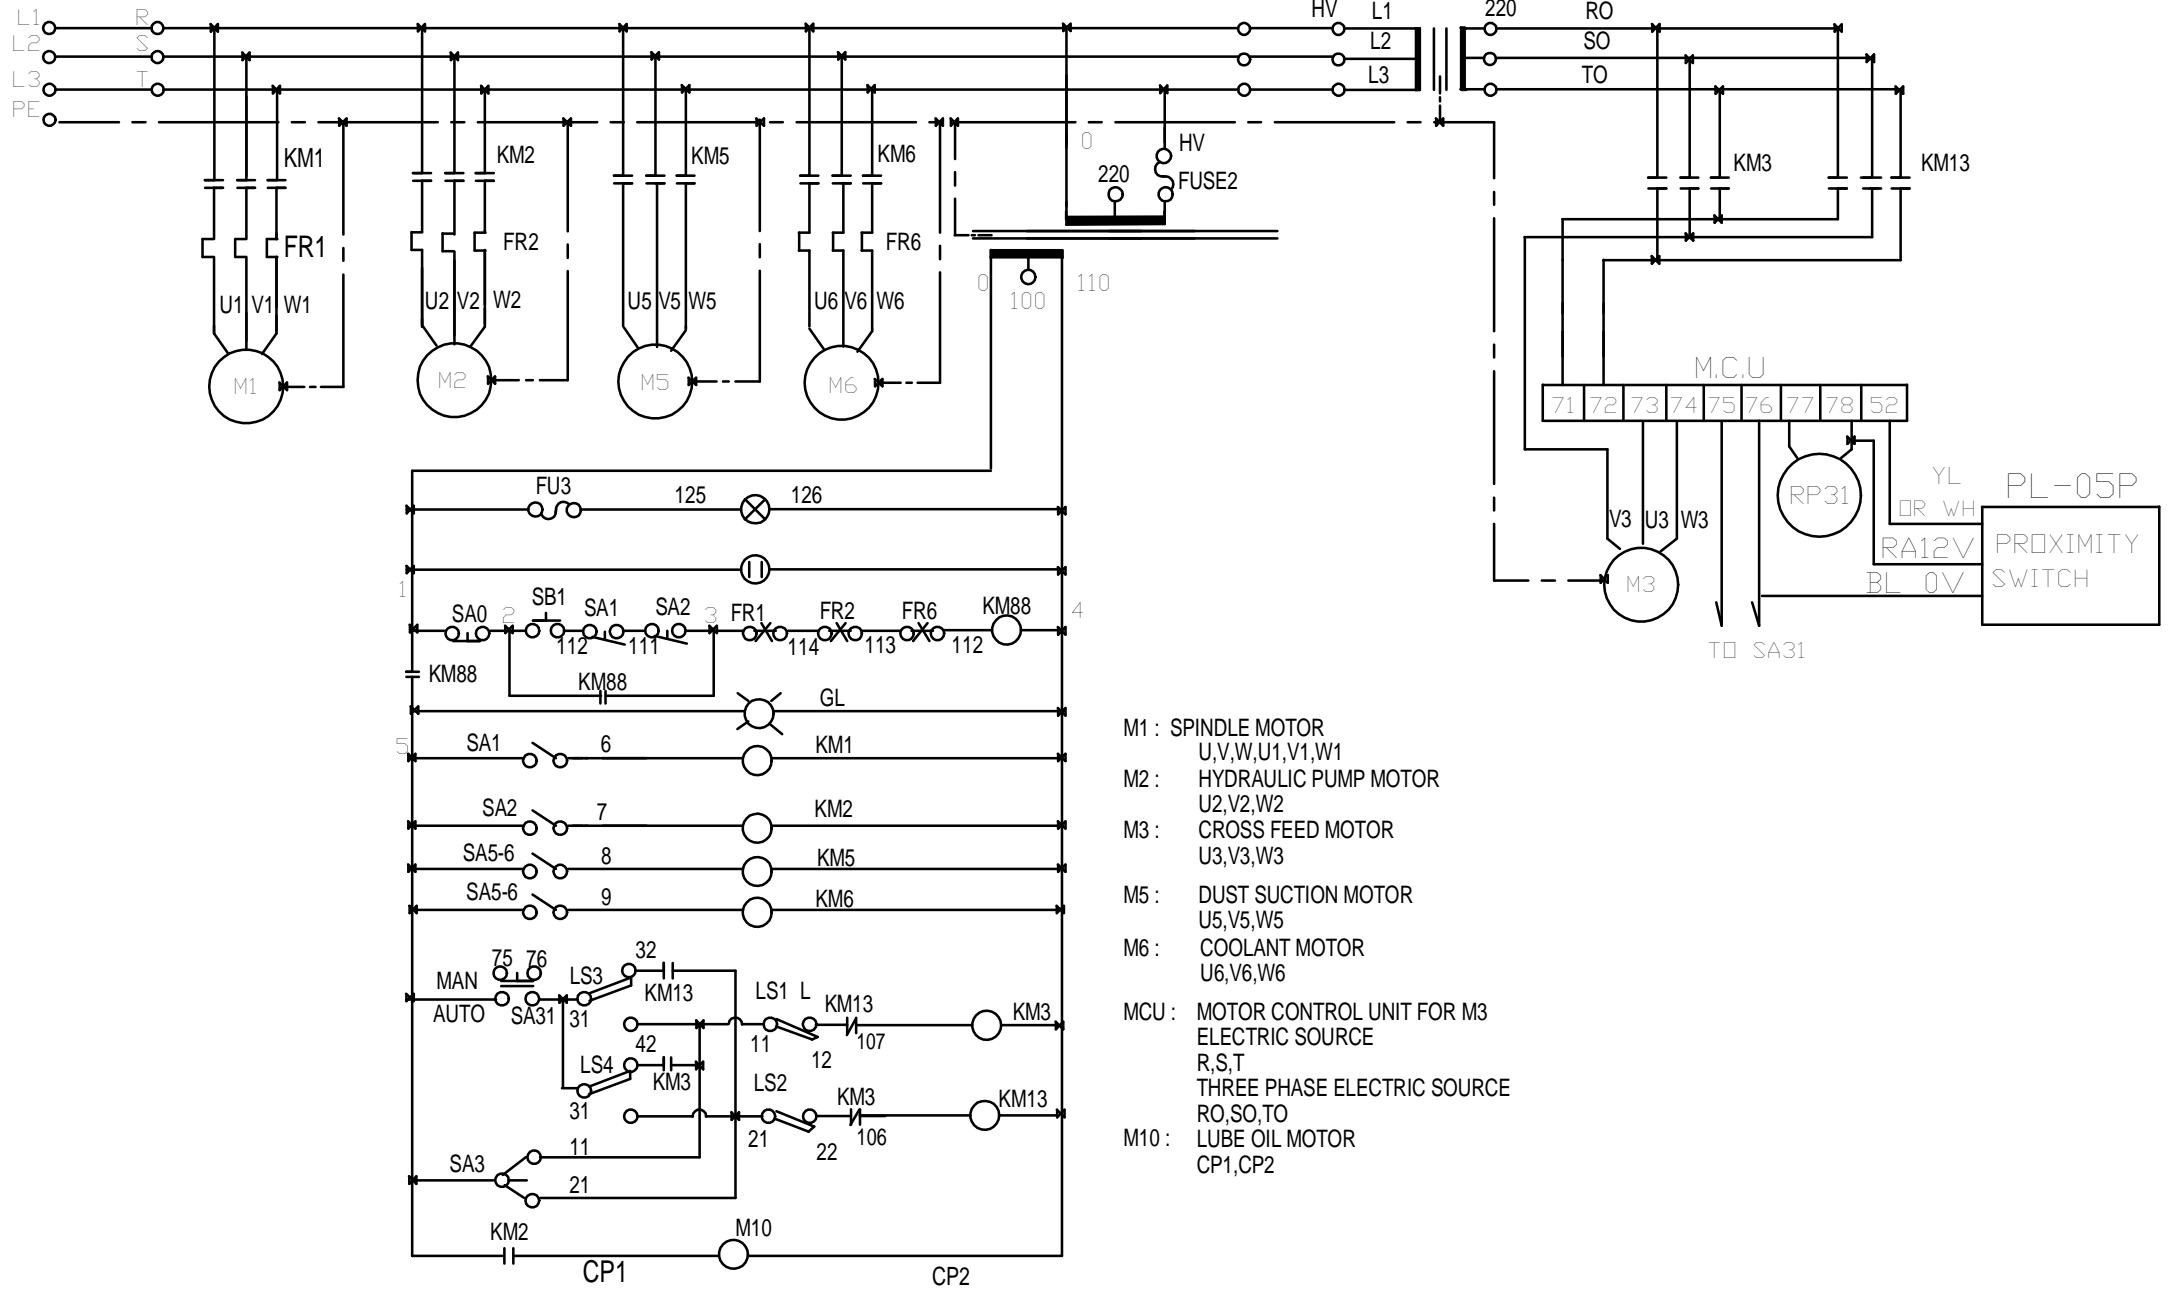 L1 R HV L1 220 RO
L2 S L2 SO
L3 T L3 TO
PE
0 HV
KM1 KM2 KM5 KM6 KM3 KM13
220 FUSE2
FR1 FR2 FR6
0 100 110
U1 V1 W1 U2 V2 W2 U5 V5 W5 U6 V6 W6
M1 M2 M5 M6
M.C.U
71 72 73 74 75 76 77 78 52
RP31
YL
OR WH
PL-05P
V3 U3 W3
RA12V
BL 0V
PROXIMITY
SWITCH
M3
TO SA31
FU3 125 126
1
SA0 2 SB1 SA1 SA2 3 FR1 FR2 FR6 KM88 4
112 111 114 113 112
KM88 KM88
GL
5 SA1 6 KM1
SA2 7 KM2
SA5-6 8 KM5
SA5-6 9 KM6
75 76 32
MAN LS3 KM13 LS1 L KM13 KM3
AUTO SA31 31
42 11 12 107
LS4 KM3 LS2 KM3 KM13
31
21 22 106
11
SA3
21
KM2 M10
CP1 CP2
M1 : SPINDLE MOTOR
U,V,W,U1,V1,W1
M2 : HYDRAULIC PUMP MOTOR
U2,V2,W2
M3 : CROSS FEED MOTOR
U3,V3,W3
M5 : DUST SUCTION MOTOR
U5,V5,W5
M6 : COOLANT MOTOR
U6,V6,W6
MCU : MOTOR CONTROL UNIT FOR M3
ELECTRIC SOURCE
R,S,T
THREE PHASE ELECTRIC SOURCE
RO,SO,TO
M10 : LUBE OIL MOTOR
CP1,CP2